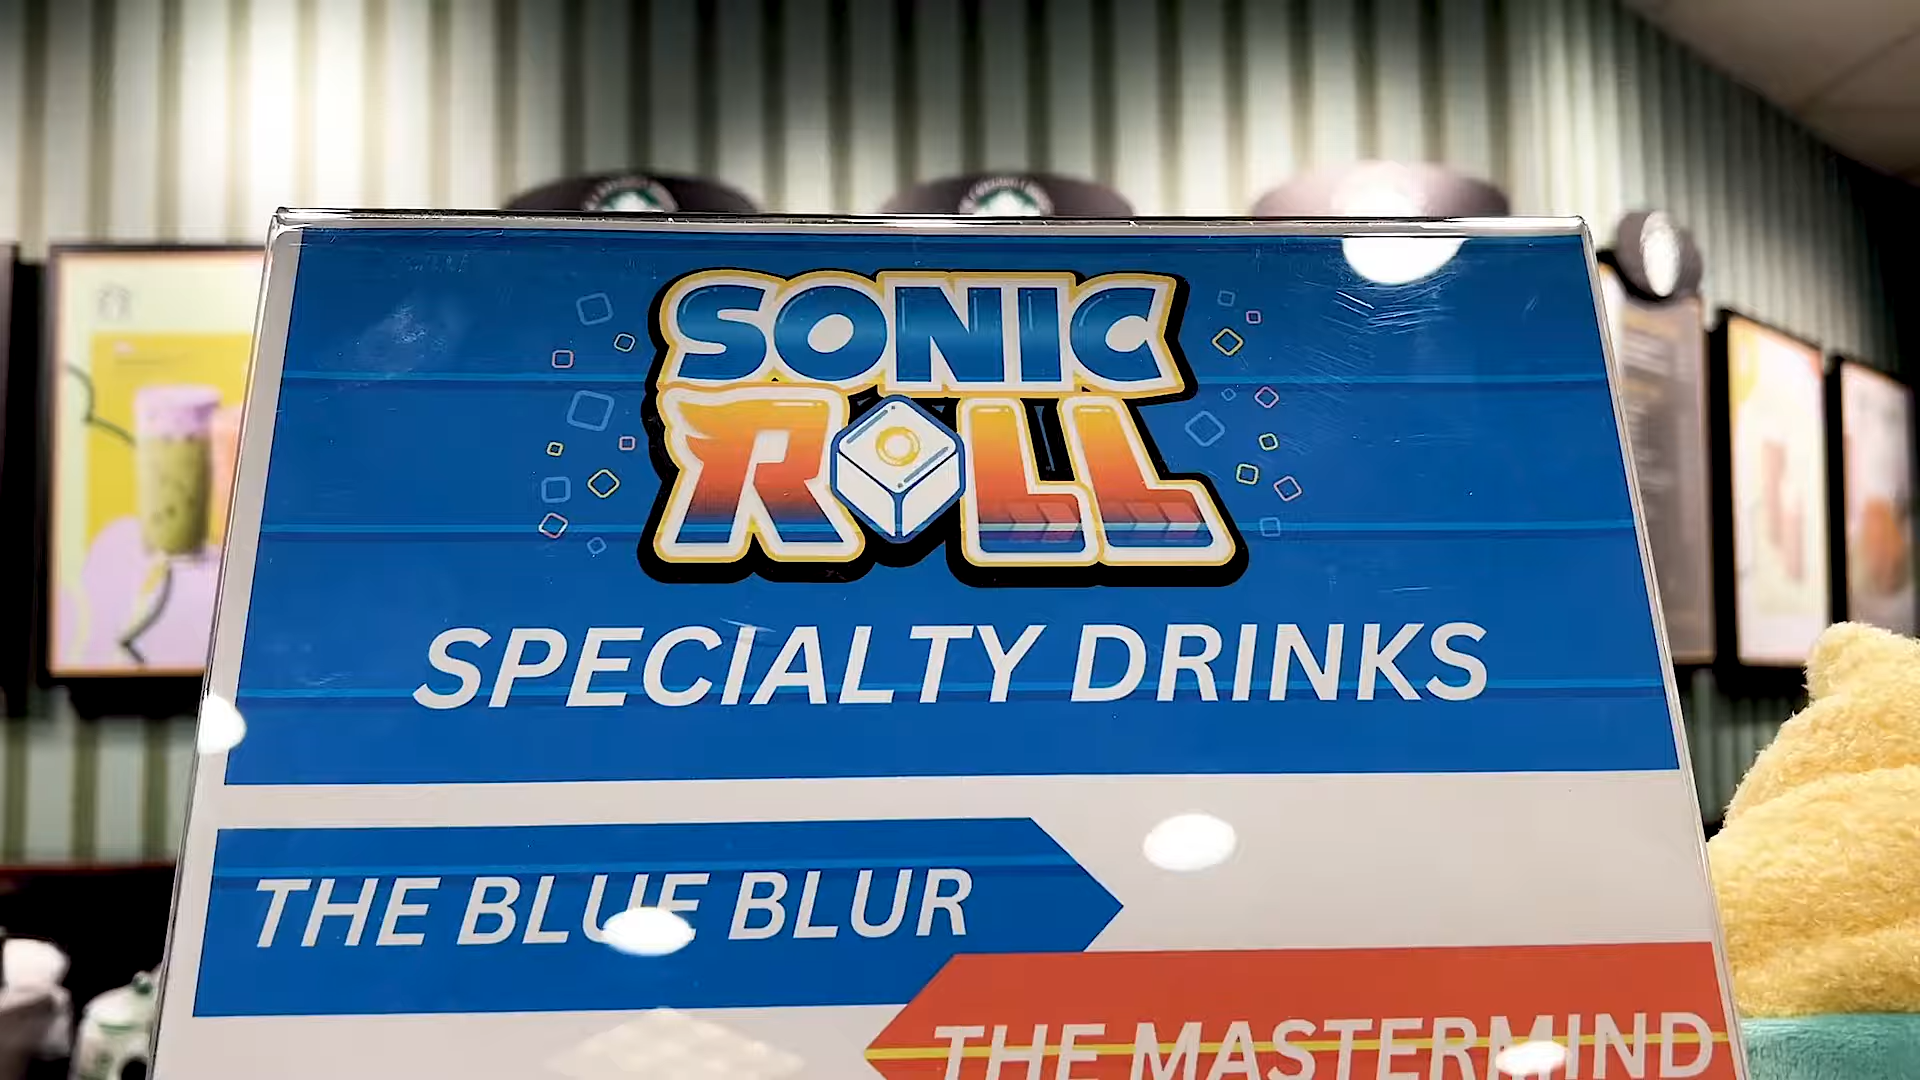 SONIC
ROLL
SPECIALTY DRINKS
THE BLUE BLUR
THE MASTERMIND